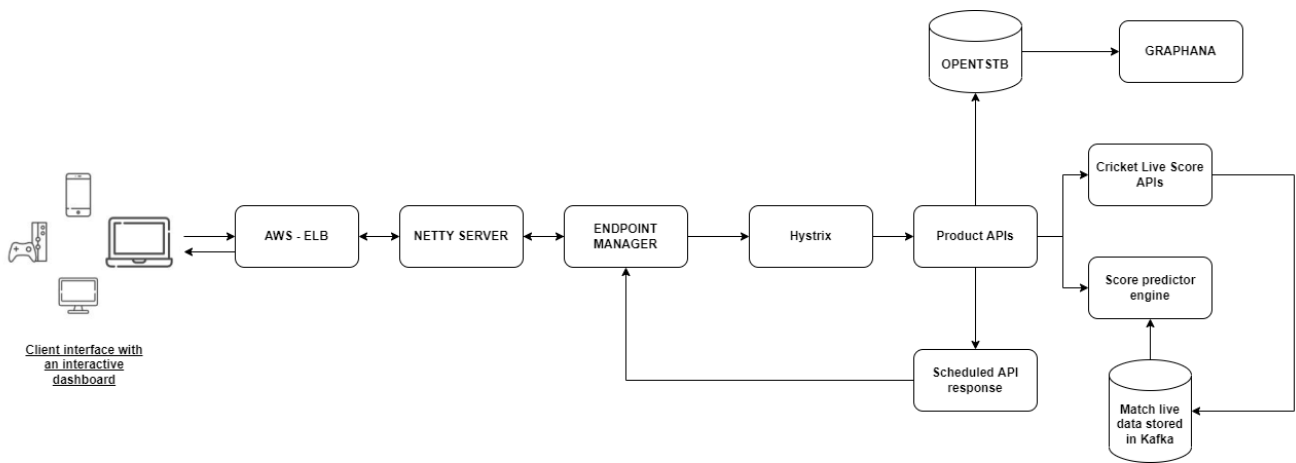 OPENTSTB
GRAPHANA
Cricket Live Score
APIs
AWS - ELB
NETTY SERVER
ENDPOINT
MANAGER
Hystrix
Product APIs
Score predictor
engine
Client interface with
an interactive
dashboard
Scheduled API
response
Match live
data stored
in Kafka